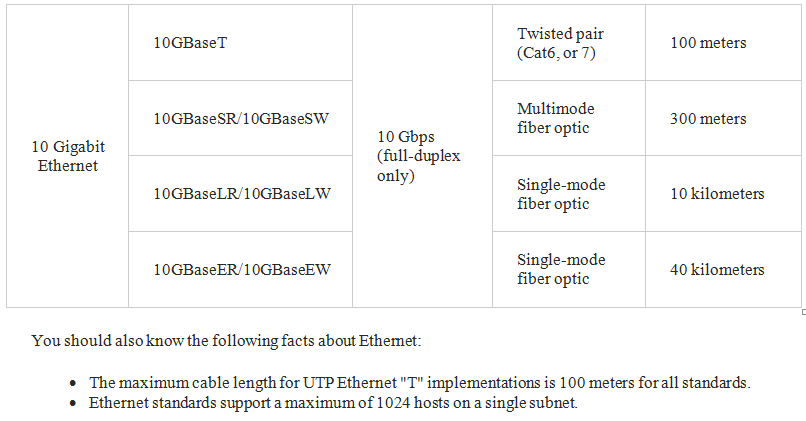 10 Gigabit
Ethernet
10GBaseT
10 Gbps
(full-duplex
only)
Twisted pair
(Cat6, or 7)
100 meters
10GBaseSR/10GBaseSW
Multimode
fiber optic
300 meters
10GBaseLR/10GBaseLW
Single-mode
fiber optic
10 kilometers
10GBaseER/10GBaseEW
Single-mode
fiber optic
40 kilometers
You should also know the following facts about Ethernet:
• The maximum cable length for UTP Ethernet "T" implementations is 100 meters for all standards.
• Ethernet standards support a maximum of 1024 hosts on a single subnet.